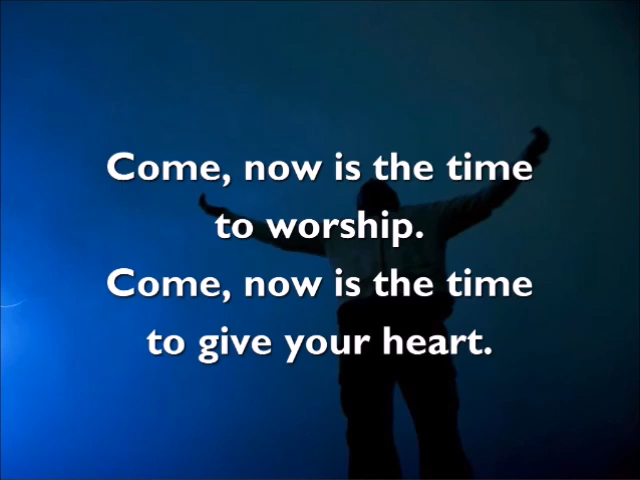 Come, now is the time
to worship.
Come, now is the time
to give your heart.